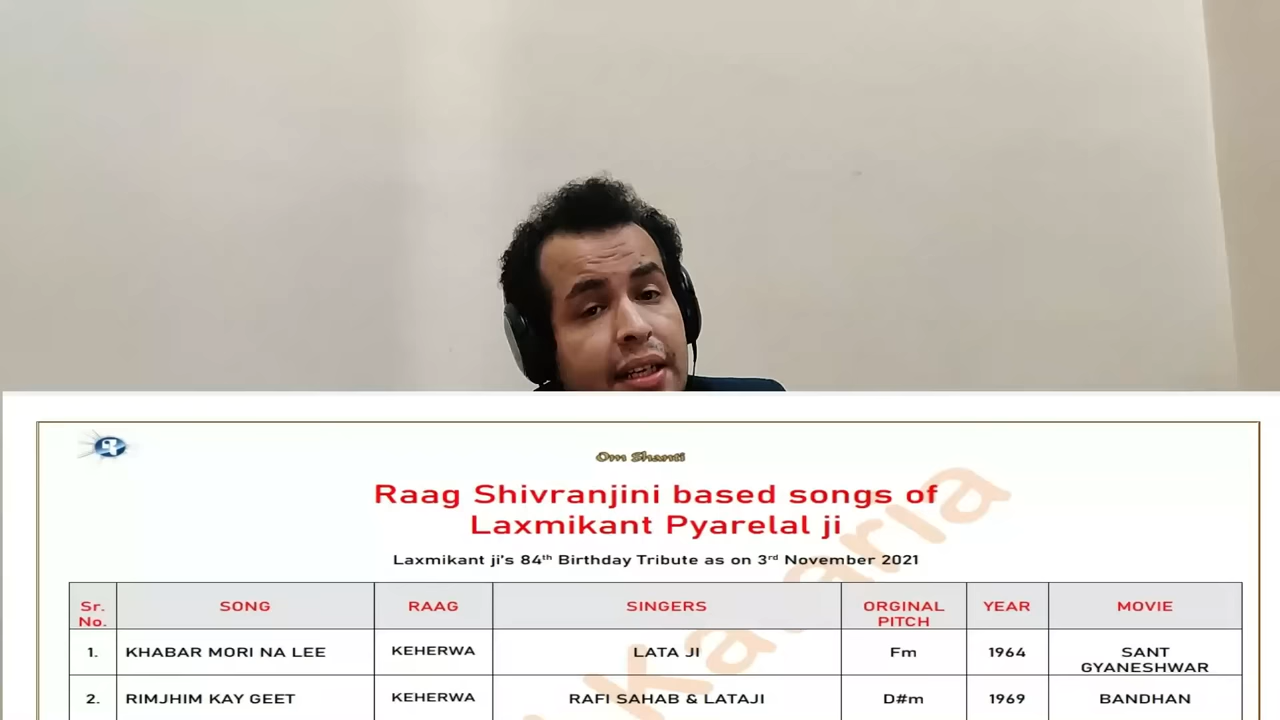 Om Shanti
Raag Shivranjini based songs of
Laxmikant Pyarelal ji
Laxmikant ji's 84th Birthday Tribute as on 3rd November 2021
Sr. No. SONG RAAG SINGERS ORGINAL PITCH YEAR MOVIE
1. KHABAR MORI NA LEE KEHERWA LATA JI Fm 1964 SANT GYANESHWAR
2. RIMJHIM KAY GEET KEHERWA RAFI SAHAB & LATAJI D#m 1969 BANDHAN